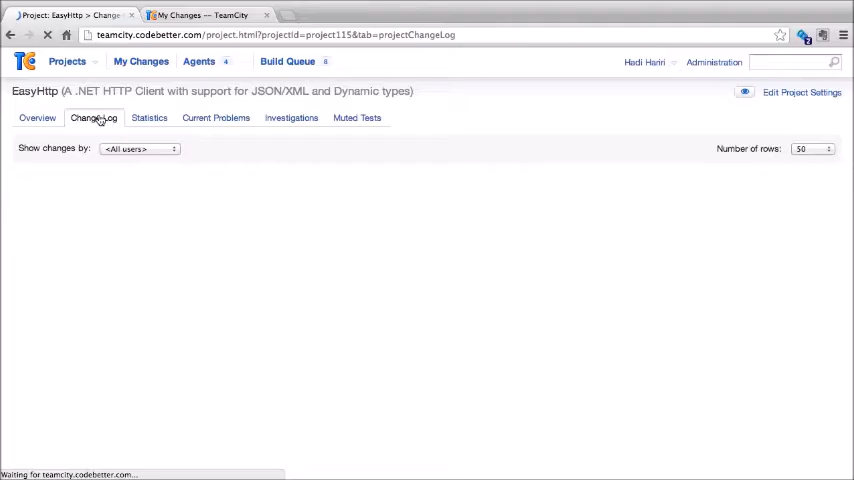 Project: EasyHttp > Change
My Changes -- TeamCity
teamcity.codebetter.com/project.html?projectId=project115&tab=projectChangeLog
2
TC Projects My Changes Agents 4 Build Queue 8 Hadi Hariri Administration
EasyHttp (A .NET HTTP Client with support for JSON/XML and Dynamic types) Edit Project Settings
Overview Change Log Statistics Current Problems Investigations Muted Tests
Show changes by: <All users> Number of rows: 50
Waiting for teamcity.codebetter.com...